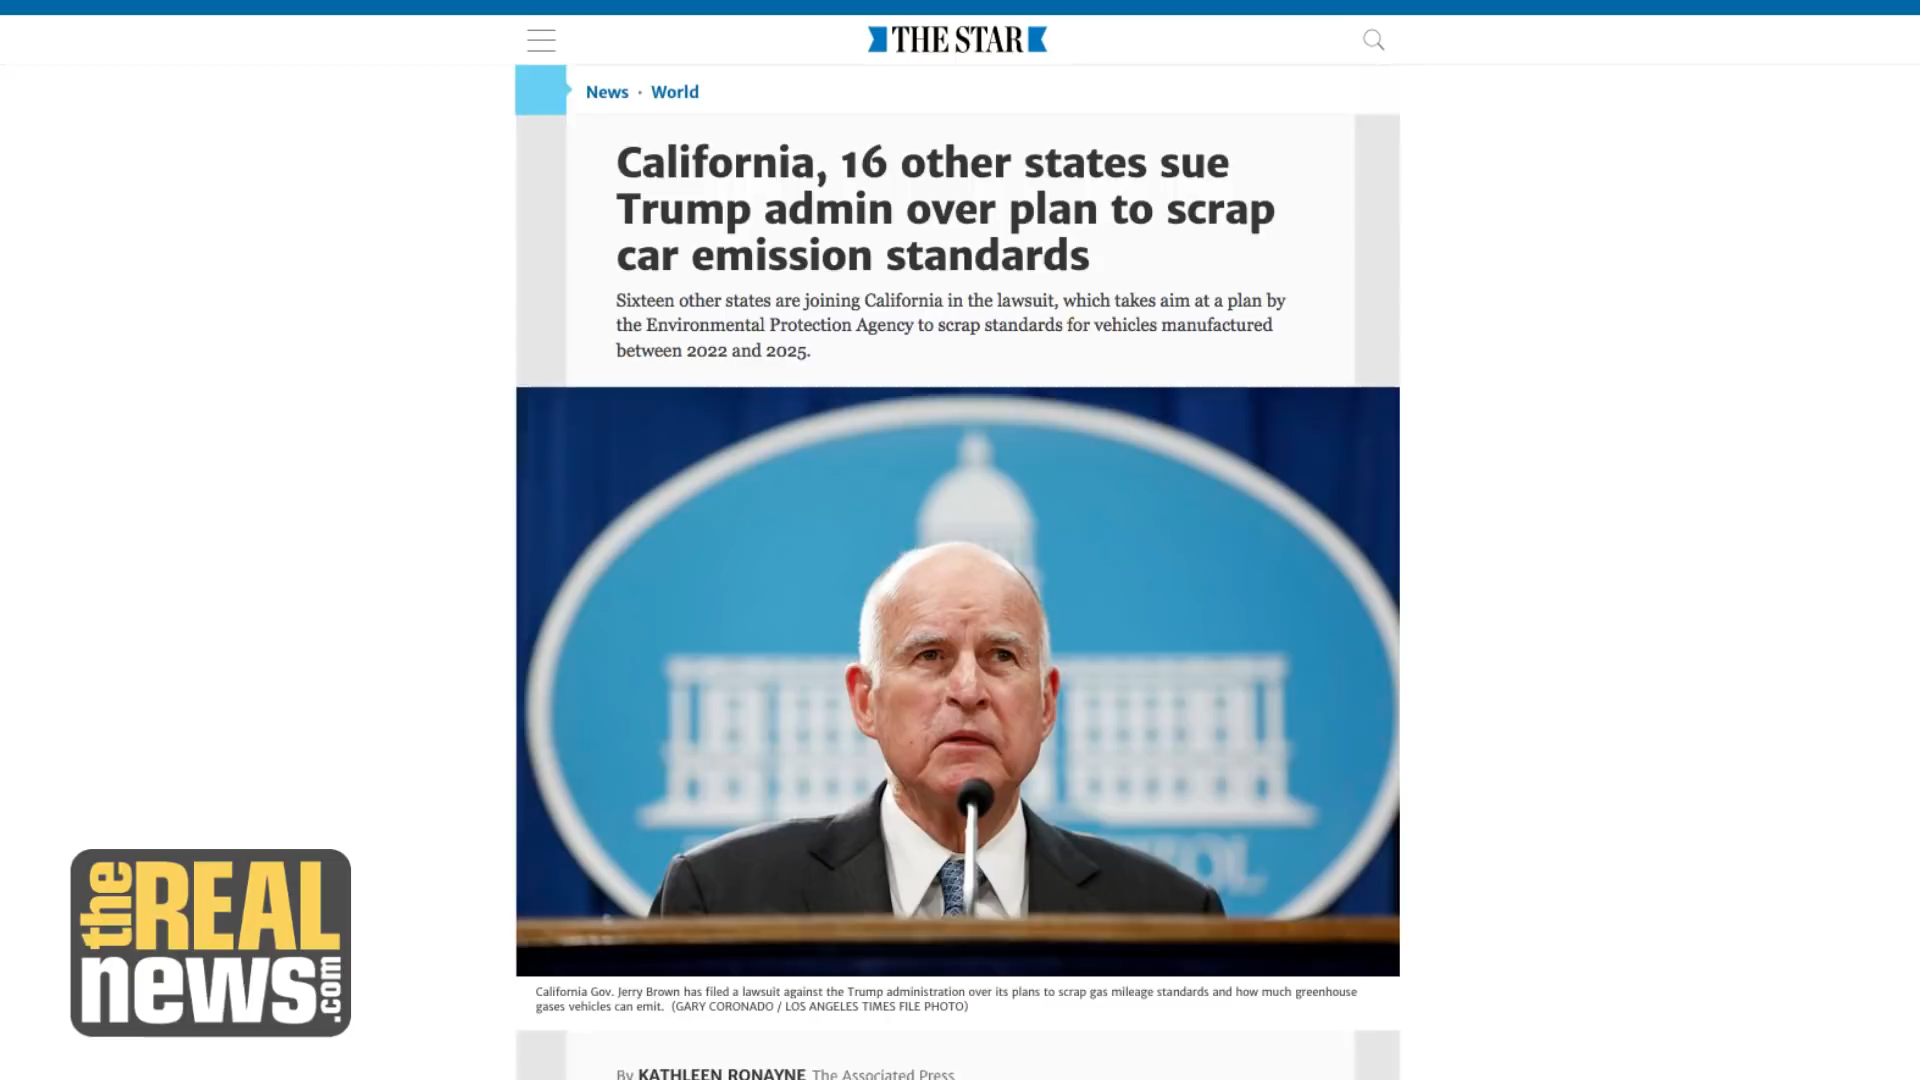 THE STAR
News · World
California, 16 other states sue
Trump admin over plan to scrap
car emission standards
Sixteen other states are joining California in the lawsuit, which takes aim at a plan by
the Environmental Protection Agency to scrap standards for vehicles manufactured
between 2022 and 2025.
California Gov. Jerry Brown has filed a lawsuit against the Trump administration over its plans to scrap gas mileage standards and how much greenhouse
gases vehicles can emit. (GARY CORONADO / LOS ANGELES TIMES FILE PHOTO)
By KATHLEEN RONAYNE The Associated Press
the REAL
news.com